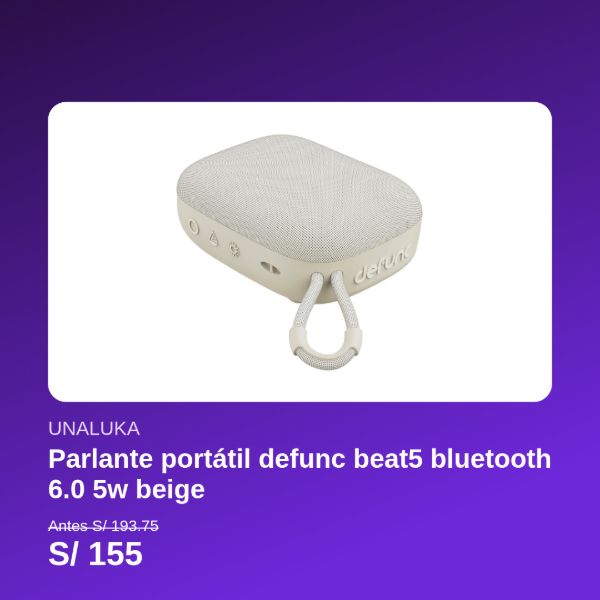 defunc
UNALUKA
Parlante portátil defunc beat5 bluetooth
6.0 5w beige
Antes S/ 193.75
S/ 155